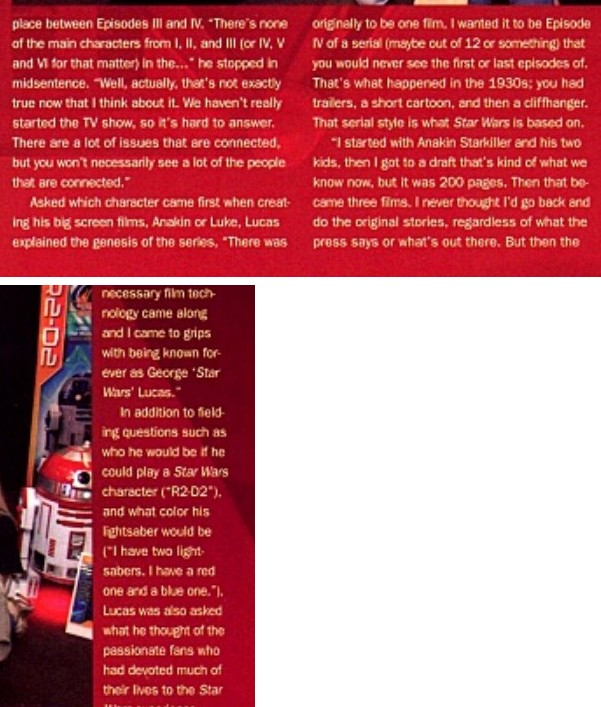 place between Episodes III and IV. "There's none
of the main characters from I, II, and III (or IV, V
and VI for that matter) in the..." he stopped in
midsentence. "Well, actually, that's not exactly
true now that I think about it. We haven't really
started the TV show, so it's hard to answer.
There are a lot of issues that are connected,
but you won't necessarily see a lot of the people
that are connected."
Asked which character came first when creat-
ing his big screen films, Anakin or Luke, Lucas
explained the genesis of the series, "There was
originally to be one film. I wanted it to be Episode
IV of a serial (maybe out of 12 or something) that
you would never see the first or last episodes of.
That's what happened in the 1930s; you had
trailers, a short cartoon, and then a cliffhanger.
That serial style is what Star Wars is based on.
"I started with Anakin Starkiller and his two
kids, then I got to a draft that's kind of what we
know now, but it was 200 pages. Then that be-
came three films. I never thought I'd go back and
do the original stories, regardless of what the
press says or what's out there. But then the
R2-D2
necessary film tech-
nology came along
and I came to grips
with being known for-
ever as George 'Star
Wars' Lucas."
In addition to field-
ing questions such as
who he would be if he
could play a Star Wars
character ("R2-D2"),
and what color his
lightsaber would be
("I have two light-
sabers. I have a red
one and a blue one."),
Lucas was also asked
what he thought of the
passionate fans who
had devoted much of
their lives to the Star